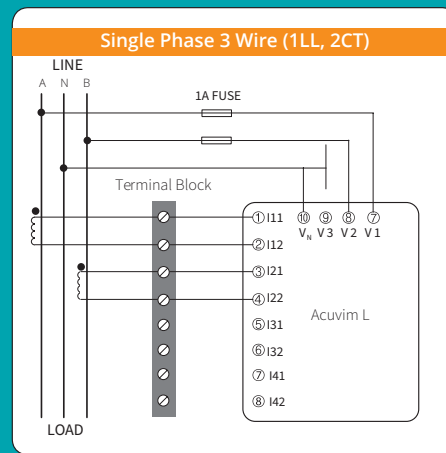 Single Phase 3 Wire (1LL, 2CT)
LINE
A N B
1A FUSE
Terminal Block
⑩ ⑨ ⑧ ⑦
VN V3 V2 V1
① I11
② I12
③ I21
④ I22
Acuvim L
⑤ I31
⑥ I32
⑦ I41
⑧ I42
LOAD